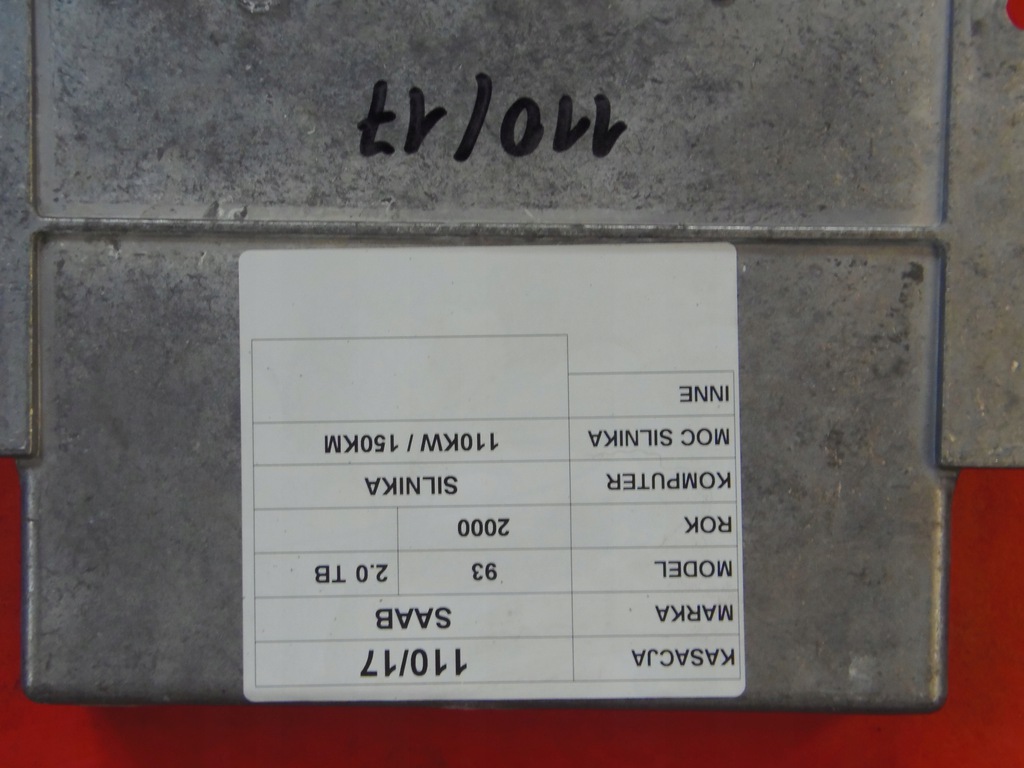 KASACJA 110/17
MARKA SAAB
MODEL 93 2.0 TB
ROK 2000
KOMPUTER SILNIKA
MOC SILNIKA 110KW / 150KM
INNE
110/17